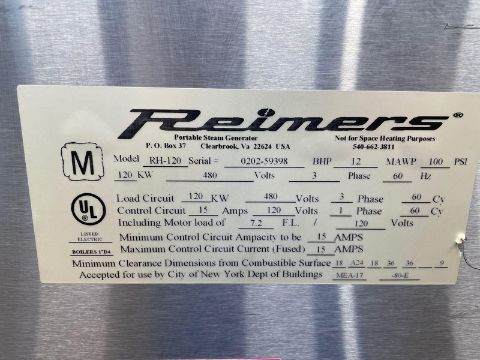 Reimers®
Portable Steam Generator Not for Space Heating Purposes
P. O. Box 37 Clearbrook, Va 22624 USA 540-662-3811
M
Model RH-120 Serial # 0202-59398 BHP 12 MAWP 100 PSI
120 KW 480 Volts 3 Phase 60 Hz
UL
LISTED
ELECTRIC
BOILERS
Load Circuit 120 KW 480 Volts 3 Phase 60 Cy
Control Circuit 15 Amps 120 Volts 1 Phase 60 Cy
Including Motor load of 7.2 F.L. / 120 Volts
Minimum Control Circuit Ampacity to be 15 AMPS
Maximum Control Circuit Current (Fused) 15 AMPS
Minimum Clearance Dimensions from Combustible Surface 18 A24 18 36 36 9
Accepted for use by City of New York Dept of Buildings MEA-17 -80-E